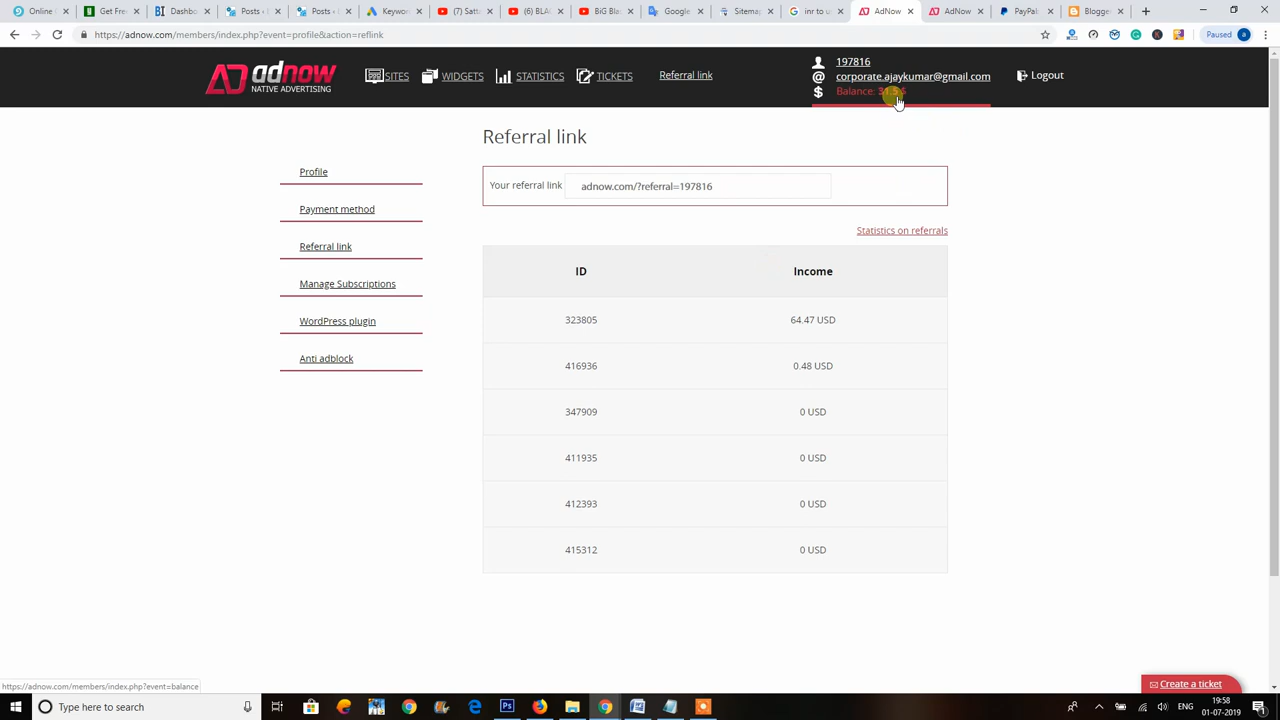 Online
Get Fre
Dashbo
Posts ‹
Posts ‹
Keywor
(7) Satt
(6) BLAC
BiG Bla
Google
Sitemap
inr to u
AdNow
AdNow
PayPal:
Blogge
https://adnow.com/members/index.php?event=profile&action=reflink
Paused
a
adnow
NATIVE ADVERTISING
SITES
WIDGETS
STATISTICS
TICKETS
Referral link
197816
corporate.ajaykumar@gmail.com
Balance:
Logout
Referral link
Profile
Payment method
Referral link
Manage Subscriptions
WordPress plugin
Anti adblock
Your referral link adnow.com/?referral=197816
Statistics on referrals
ID Income
323805 64.47 USD
416936 0.48 USD
347909 0 USD
411935 0 USD
412393 0 USD
415312 0 USD
https://adnow.com/members/index.php?event=balance
Create a ticket
Type here to search
19:58
01-07-2019